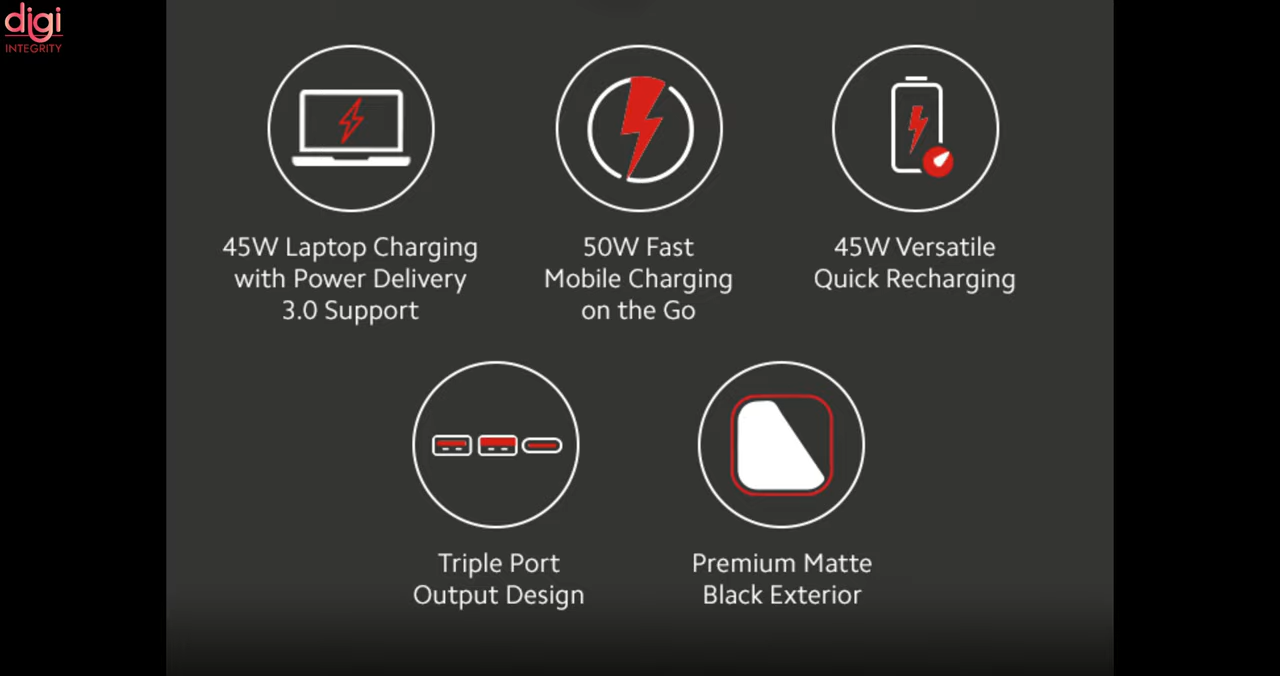 digi
INTEGRITY
45W Laptop Charging
with Power Delivery
3.0 Support
50W Fast
Mobile Charging
on the Go
45W Versatile
Quick Recharging
Triple Port
Output Design
Premium Matte
Black Exterior